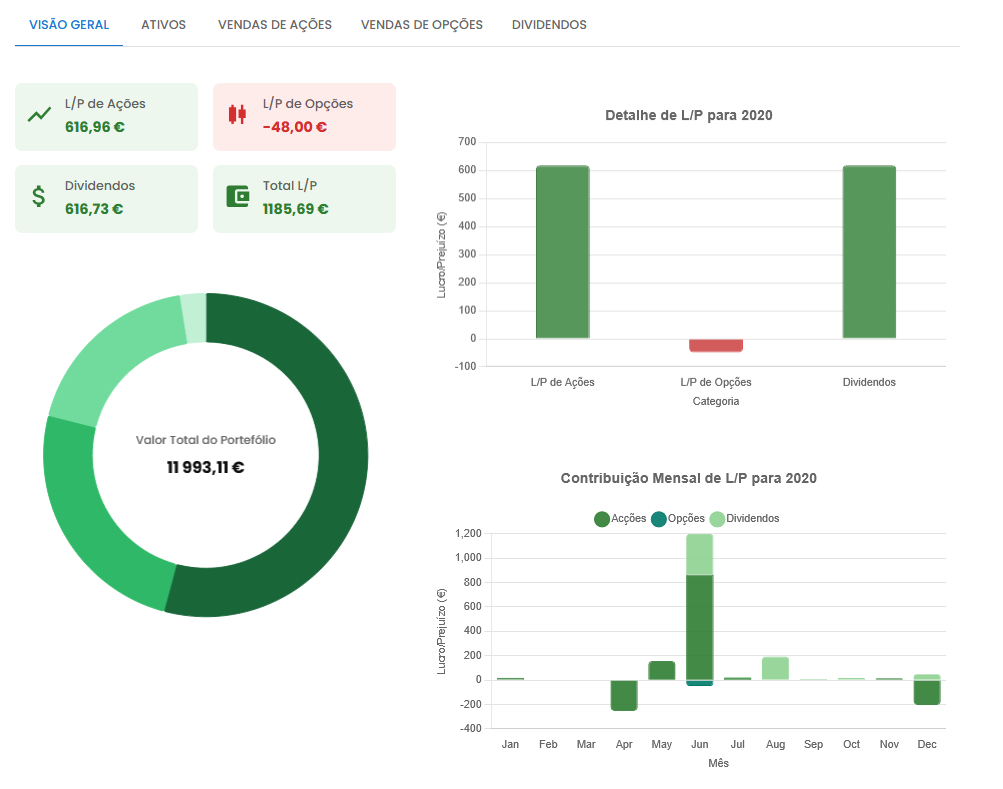 VISÃO GERAL
ATIVOS
VENDAS DE AÇÕES
VENDAS DE OPÇÕES
DIVIDENDOS
L/P de Ações
616,96 €
L/P de Opções
-48,00 €
Dividendos
616,73 €
Total L/P
1185,69 €
Valor Total do Portefólio
11 993,11 €
Detalhe de L/P para 2020
700
600
500
400
300
200
100
0
-100
Lucro/Prejuízo (€)
L/P de Ações
L/P de Opções
Dividendos
Categoria
Contribuição Mensal de L/P para 2020
Acções
Opções
Dividendos
1,200
1,000
800
600
400
200
0
-200
-400
Lucro/Prejuízo (€)
Jan
Feb
Mar
Apr
May
Jun
Jul
Aug
Sep
Oct
Nov
Dec
Mês